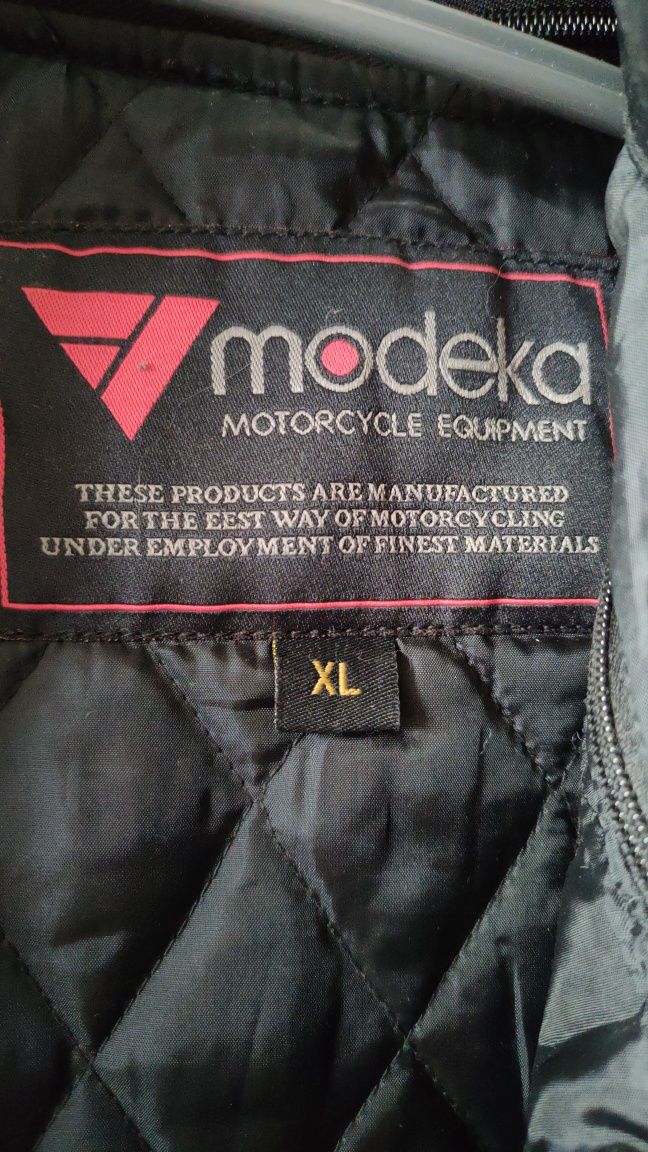 modeka
MOTORCYCLE EQUIPMENT
THESE PRODUCTS ARE MANUFACTURED
FOR THE EEST WAY OF MOTORCYCLING
UNDER EMPLOYMENT OF FINEST MATERIALS
XL